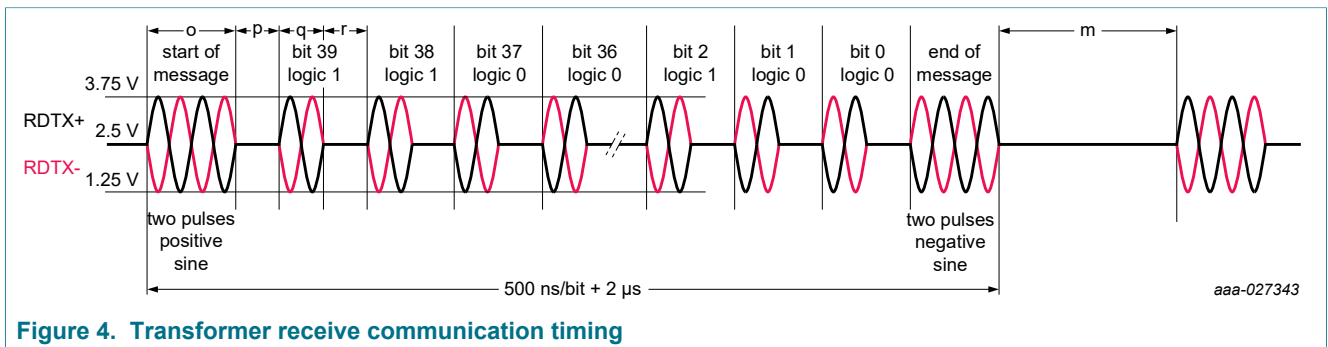 o p q r
start of message
bit 39 logic 1
bit 38 logic 1
bit 37 logic 0
bit 36 logic 0
bit 2 logic 1
bit 1 logic 0
bit 0 logic 0
end of message
m
3.75 V
RDTX+
2.5 V
RDTX-
1.25 V
two pulses positive sine
two pulses negative sine
500 ns/bit + 2 μs
aaa-027343
Figure 4. Transformer receive communication timing